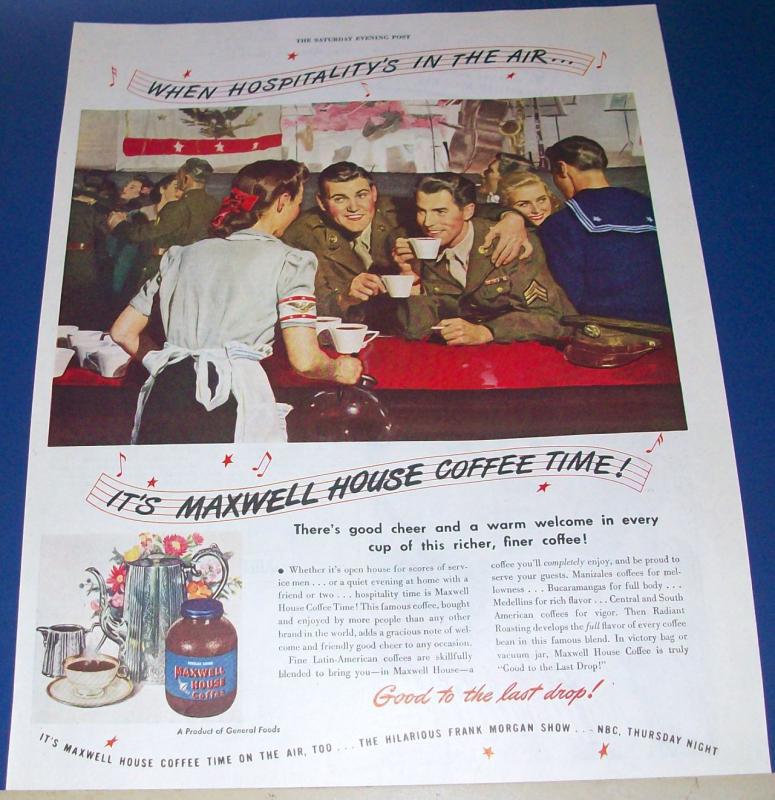 THE SATURDAY EVENING POST
WHEN HOSPITALITY'S IN THE AIR...
IT'S MAXWELL HOUSE COFFEE TIME!
There's good cheer and a warm welcome in every
cup of this richer, finer coffee!
● Whether it's open house for scores of serv-
ice men . . . or a quiet evening at home with a
friend or two . . . hospitality time is Maxwell
House Coffee Time! This famous coffee, bought
and enjoyed by more people than any other
brand in the world, adds a gracious note of wel-
come and friendly good cheer to any occasion.
Fine Latin-American coffees are skillfully
blended to bring you—in Maxwell House—a
coffee you'll completely enjoy, and be proud to
serve your guests. Manizales coffees for mel-
lowness . . . Bucaramangas for full body . . .
Medellins for rich flavor . . . Central and South
American coffees for vigor. Then Radiant
Roasting develops the full flavor of every coffee
bean in this famous blend. In victory bag or
vacuum jar, Maxwell House Coffee is truly
"Good to the Last Drop!"
MAXWELL
HOUSE
Coffee
Good to the last drop!
A Product of General Foods
IT'S MAXWELL HOUSE COFFEE TIME ON THE AIR, TOO . . . THE HILARIOUS FRANK MORGAN SHOW . . . NBC, THURSDAY NIGHT